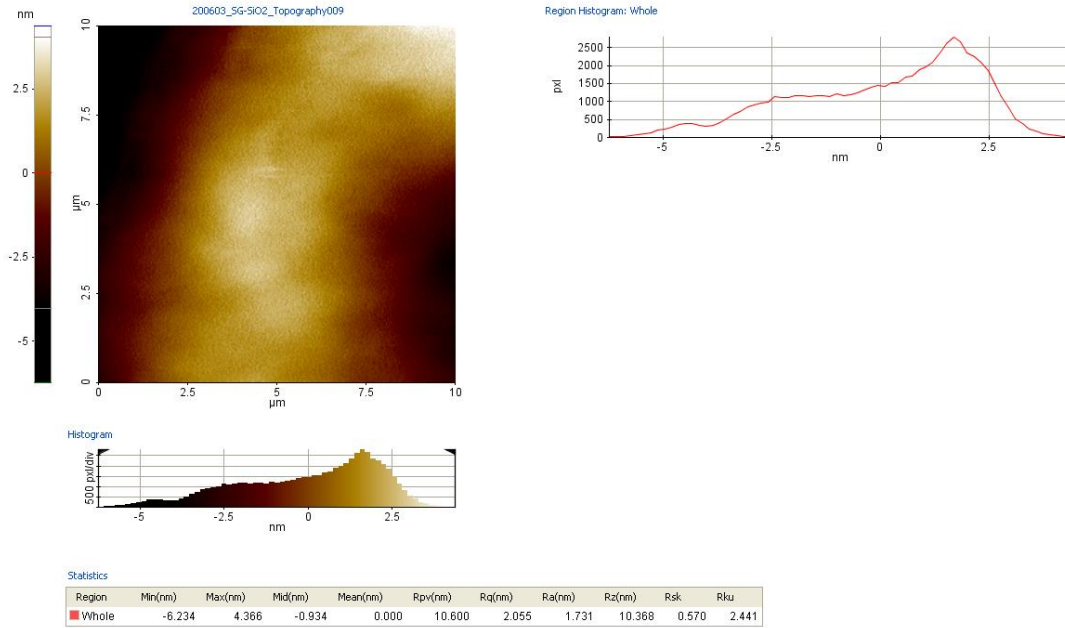 nm
200603_SG-SiO2_Topography009
Region Histogram: Whole
2.5
0
-2.5
-5
10
7.5
5
2.5
0
µm
0
2.5
5
7.5
10
µm
2500
2000
1500
1000
500
0
pxl
-5
-2.5
0
2.5
nm
Histogram
500 pxl/div
-5
-2.5
0
2.5
nm
Statistics
Region Min(nm) Max(nm) Mid(nm) Mean(nm) Rpv(nm) Rq(nm) Ra(nm) Rz(nm) Rsk Rku
Whole -6.234 4.366 -0.934 0.000 10.600 2.055 1.731 10.368 0.570 2.441